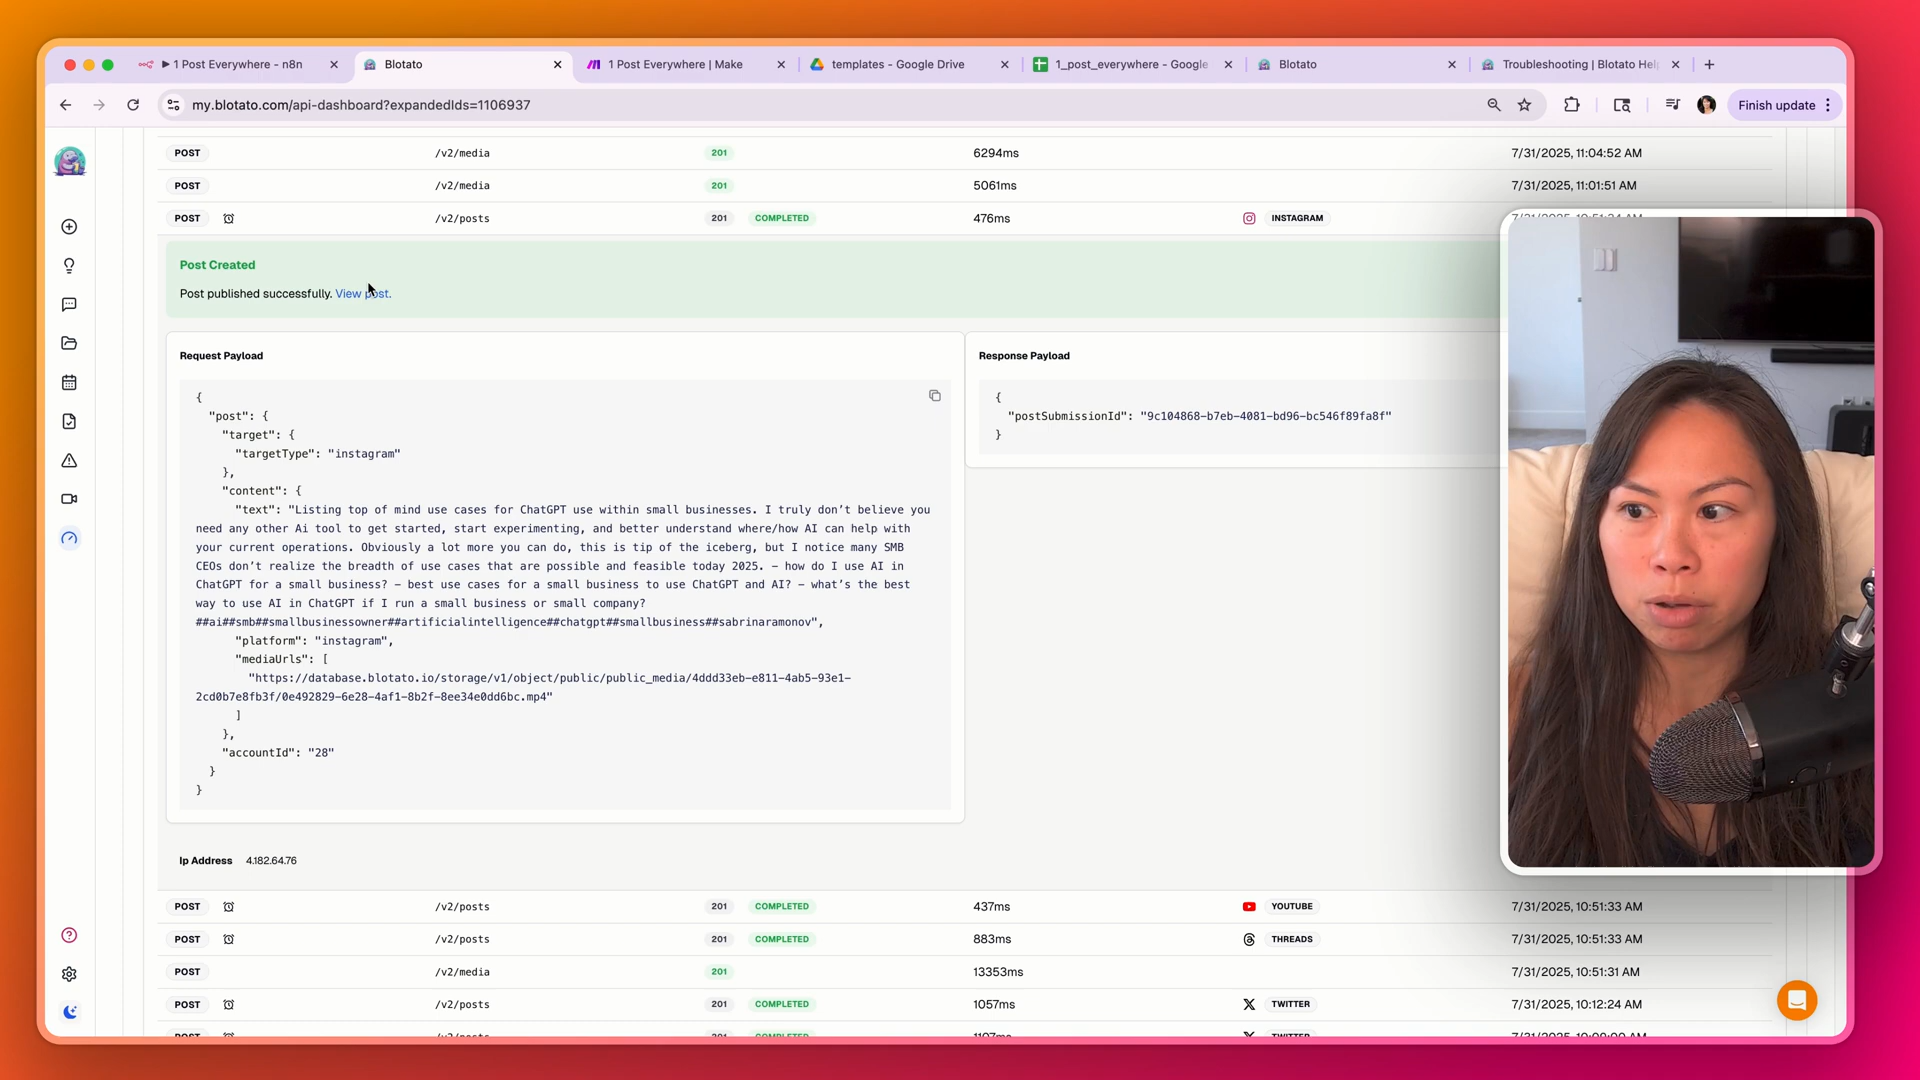 1 Post Everywhere - n8n
Blotato
1 Post Everywhere | Make
templates - Google Drive
1_post_everywhere - Google
Blotato
Troubleshooting | Blotato Hel
my.blotato.com/api-dashboard?expandedIds=1106937
Finish update
POST /v2/media 201 6294ms 7/31/2025, 11:04:52 AM
POST /v2/media 201 5061ms 7/31/2025, 11:01:51 AM
POST /v2/posts 201 COMPLETED 476ms INSTAGRAM
Post Created
Post published successfully. View post.
Request Payload
{
"post": {
"target": {
"targetType": "instagram"
},
"content": {
"text": "Listing top of mind use cases for ChatGPT use within small businesses. I truly don’t believe you
need any other Ai tool to get started, start experimenting, and better understand where/how AI can help with
your current operations. Obviously a lot more you can do, this is tip of the iceberg, but I notice many SMB
CEOs don’t realize the breadth of use cases that are possible and feasible today 2025. – how do I use AI in
ChatGPT for a small business? – best use cases for a small business to use ChatGPT and AI? – what’s the best
way to use AI in ChatGPT if I run a small business or small company?
##ai##smb##smallbusinessowner##artificialintelligence##chatgpt##smallbusiness##sabrinaramonov",
"platform": "instagram",
"mediaUrls": [
"https://database.blotato.io/storage/v1/object/public/public_media/4ddd33eb-e811-4ab5-93e1-
2cd0b7e8fb3f/0e492829-6e28-4af1-8b2f-8ee34e0dd6bc.mp4"
]
},
"accountId": "28"
}
}
Response Payload
{
"postSubmissionId": "9c104868-b7eb-4081-bd96-bc546f89fa8f"
}
Ip Address 4.182.64.76
POST /v2/posts 201 COMPLETED 437ms YOUTUBE 7/31/2025, 10:51:33 AM
POST /v2/posts 201 COMPLETED 883ms THREADS 7/31/2025, 10:51:33 AM
POST /v2/media 201 13353ms 7/31/2025, 10:51:31 AM
POST /v2/posts 201 COMPLETED 1057ms TWITTER 7/31/2025, 10:12:24 AM